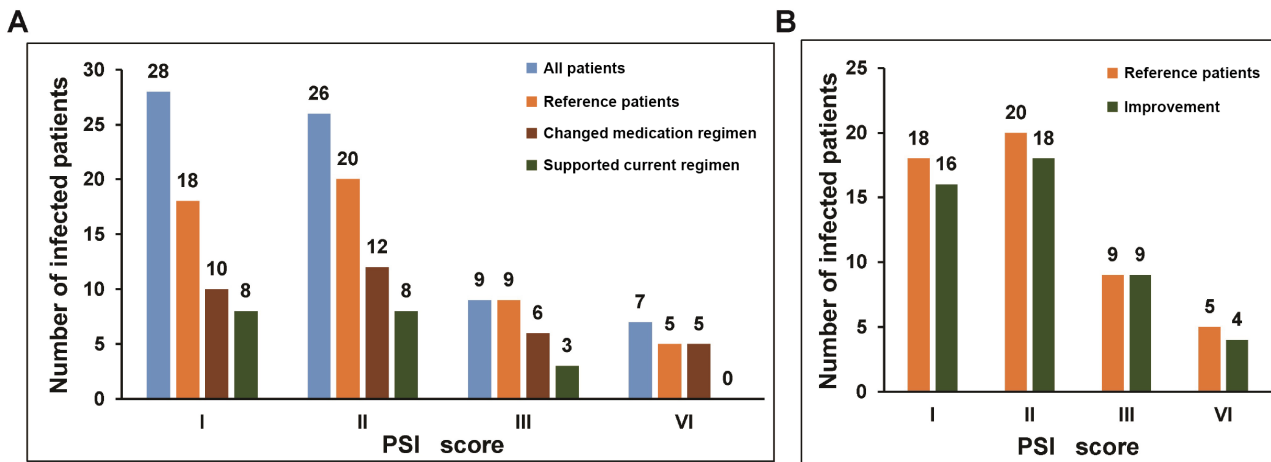 A
Number of infected patients
30
25
20
15
10
5
0
All patients
Reference patients
Changed medication regimen
Supported current regimen
28
18
10
8
26
20
12
8
9
9
6
3
7
5
5
0
I
II
III
VI
PSI score
B
Number of infected patients
25
20
15
10
5
0
Reference patients
Improvement
18
16
20
18
9
9
5
4
I
II
III
VI
PSI score